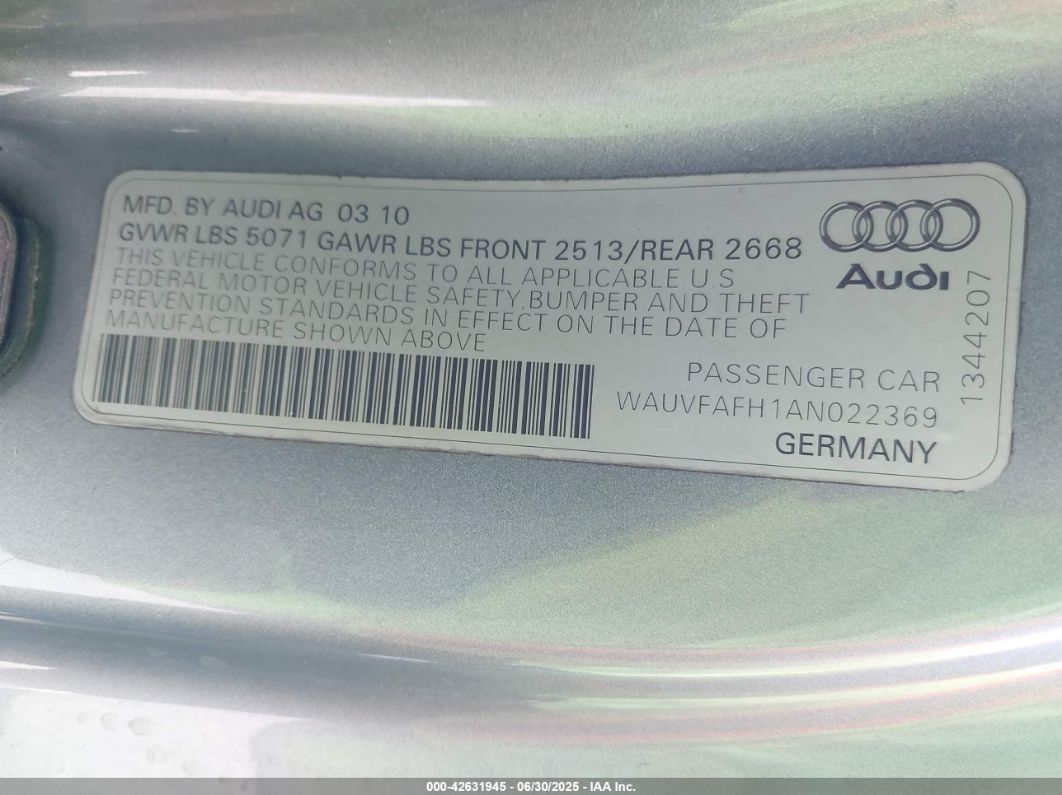 MFD. BY AUDI AG 03 10
GVWR LBS 5071 GAWR LBS FRONT 2513/REAR 2668
THIS VEHICLE CONFORMS TO ALL APPLICABLE U.S
FEDERAL MOTOR VEHICLE SAFETY,BUMPER AND THEFT
PREVENTION STANDARDS IN EFFECT ON THE DATE OF
MANUFACTURE SHOWN ABOVE
Audi
1344207
PASSENGER CAR
WAUVFAFH1AN022369
GERMANY
000-42631945 - 06/30/2025 - IAA Inc.